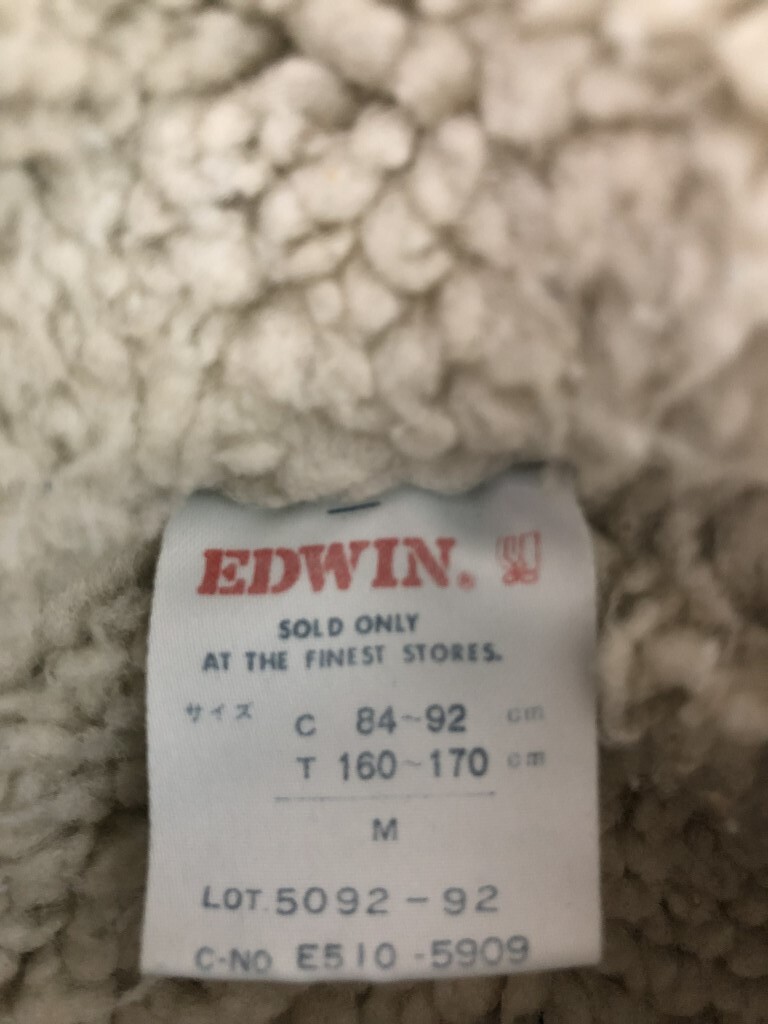 EDWIN®
SOLD ONLY
AT THE FINEST STORES.
サイズ C 84~92 cm
T 160~170 cm
M
LOT. 5092-92
C-NO E510-5909